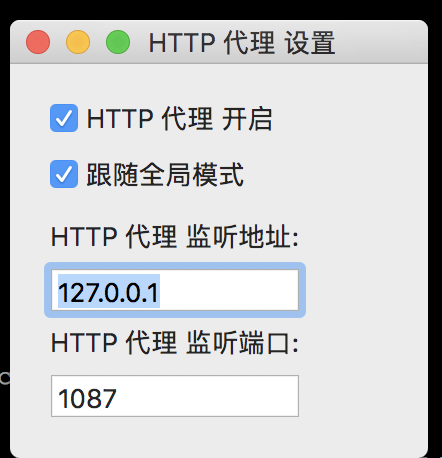 HTTP 代理 设置
HTTP 代理 开启
跟随全局模式
HTTP 代理 监听地址:
127.0.0.1
HTTP 代理 监听端口:
1087